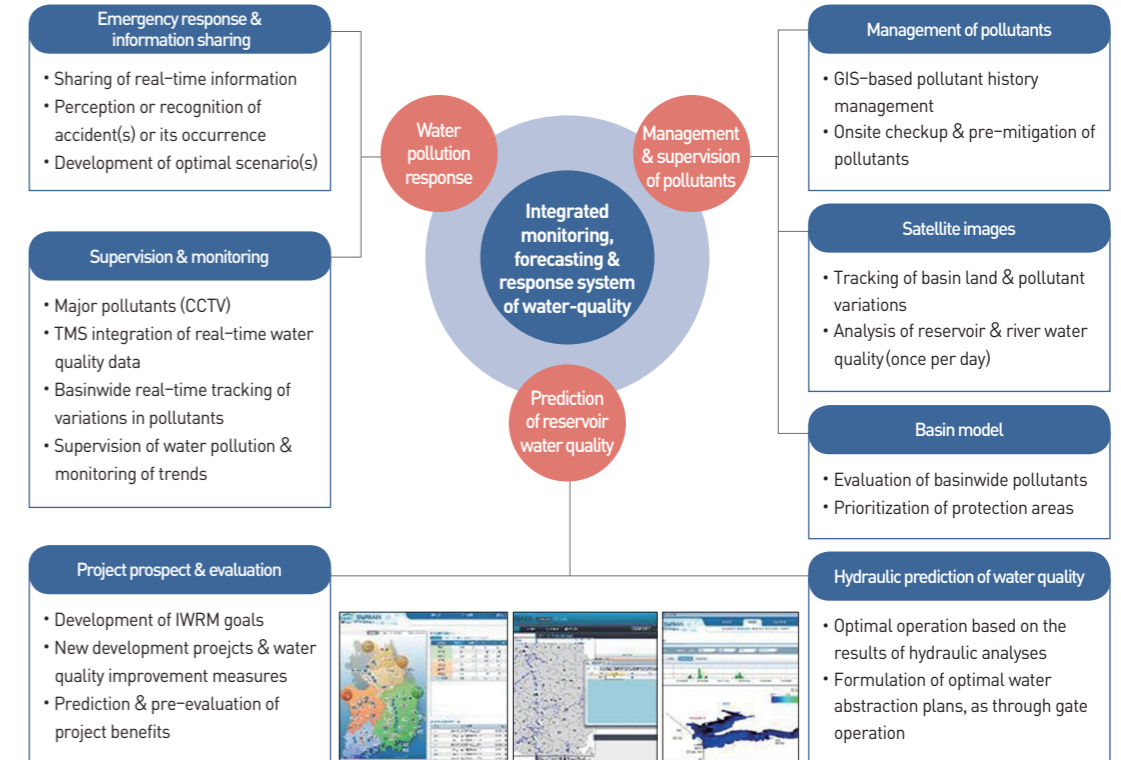 Emergency response &
information sharing
• Sharing of real-time information
• Perception or recognition of
accident(s) or its occurrence
• Development of optimal scenario(s)
Supervision & monitoring
• Major pollutants (CCTV)
• TMS integration of real-time water
quality data
• Basinwide real-time tracking of
variations in pollutants
• Supervision of water pollution &
monitoring of trends
Project prospect & evaluation
• Development of IWRM goals
• New development proejcts & water
quality improvement measures
• Prediction & pre-evaluation of
project benefits
Water
pollution
response
Integrated
monitoring,
forecasting &
response system
of water-quality
Management
& supervision
of pollutants
Prediction
of reservoir
water quality
Management of pollutants
• GIS-based pollutant history
management
• Onsite checkup & pre-mitigation of
pollutants
Satellite images
• Tracking of basin land & pollutant
variations
• Analysis of reservoir & river water
quality (once per day)
Basin model
• Evaluation of basinwide pollutants
• Prioritization of protection areas
Hydraulic prediction of water quality
• Optimal operation based on the
results of hydraulic analyses
• Formulation of optimal water
abstraction plans, as through gate
operation